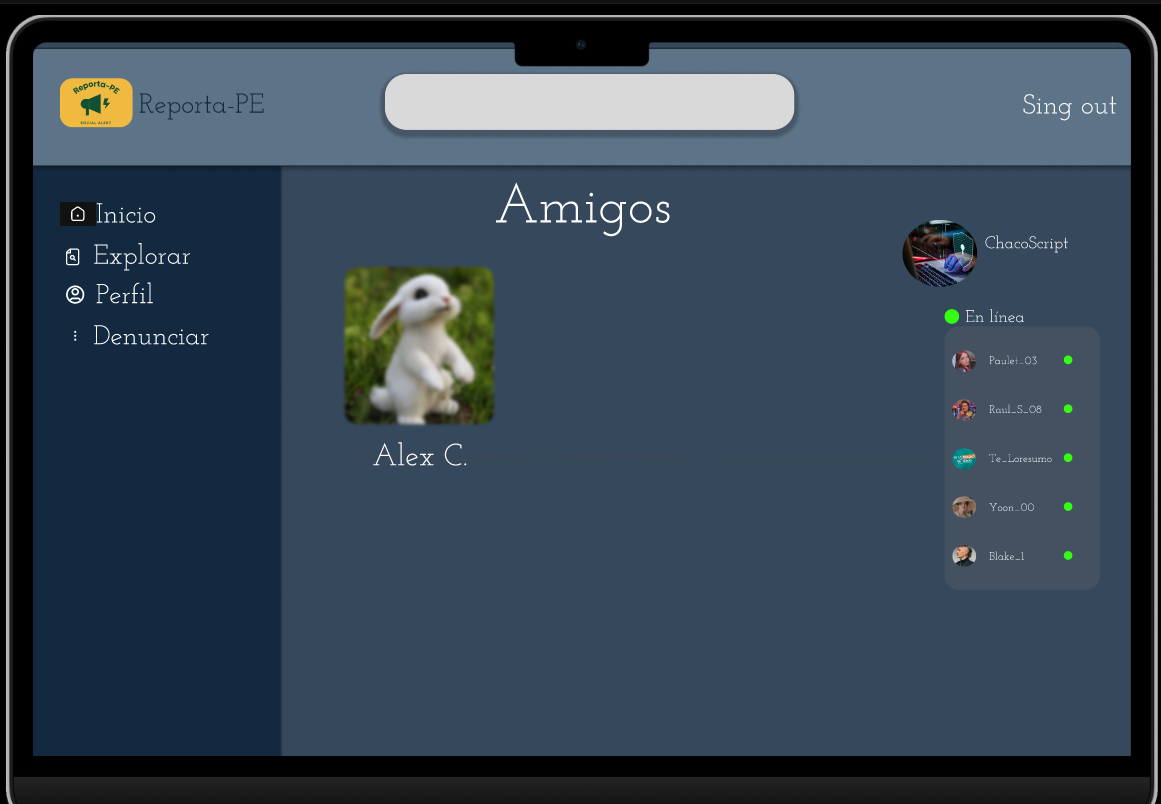 Reporta-PE
SOCIAL ALERT
Reporta-PE
Sing out
Inicio
Explorar
Perfil
Denunciar
Amigos
Alex C.
ChacoScript
En línea
Paulet_03
Raul_S_08
Te_Loresumo
Yoon_00
Blake_1